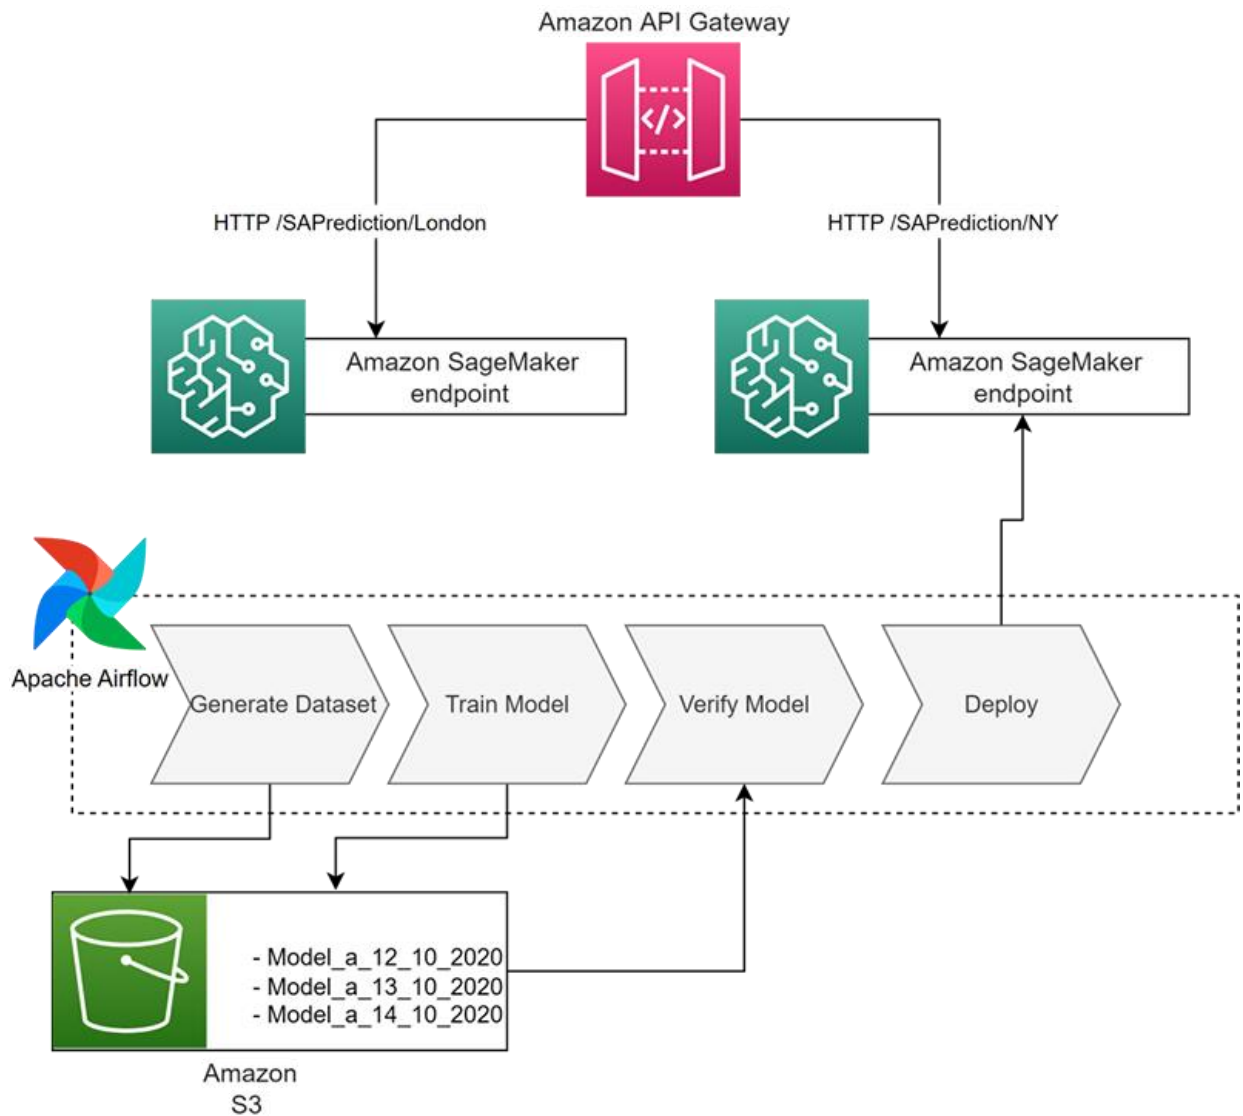 Amazon API Gateway
HTTP /SAPrediction/London
HTTP /SAPrediction/NY
Amazon SageMaker
endpoint
Amazon SageMaker
endpoint
Apache Airflow
Generate Dataset
Train Model
Verify Model
Deploy
- Model_a_12_10_2020
- Model_a_13_10_2020
- Model_a_14_10_2020
Amazon
S3